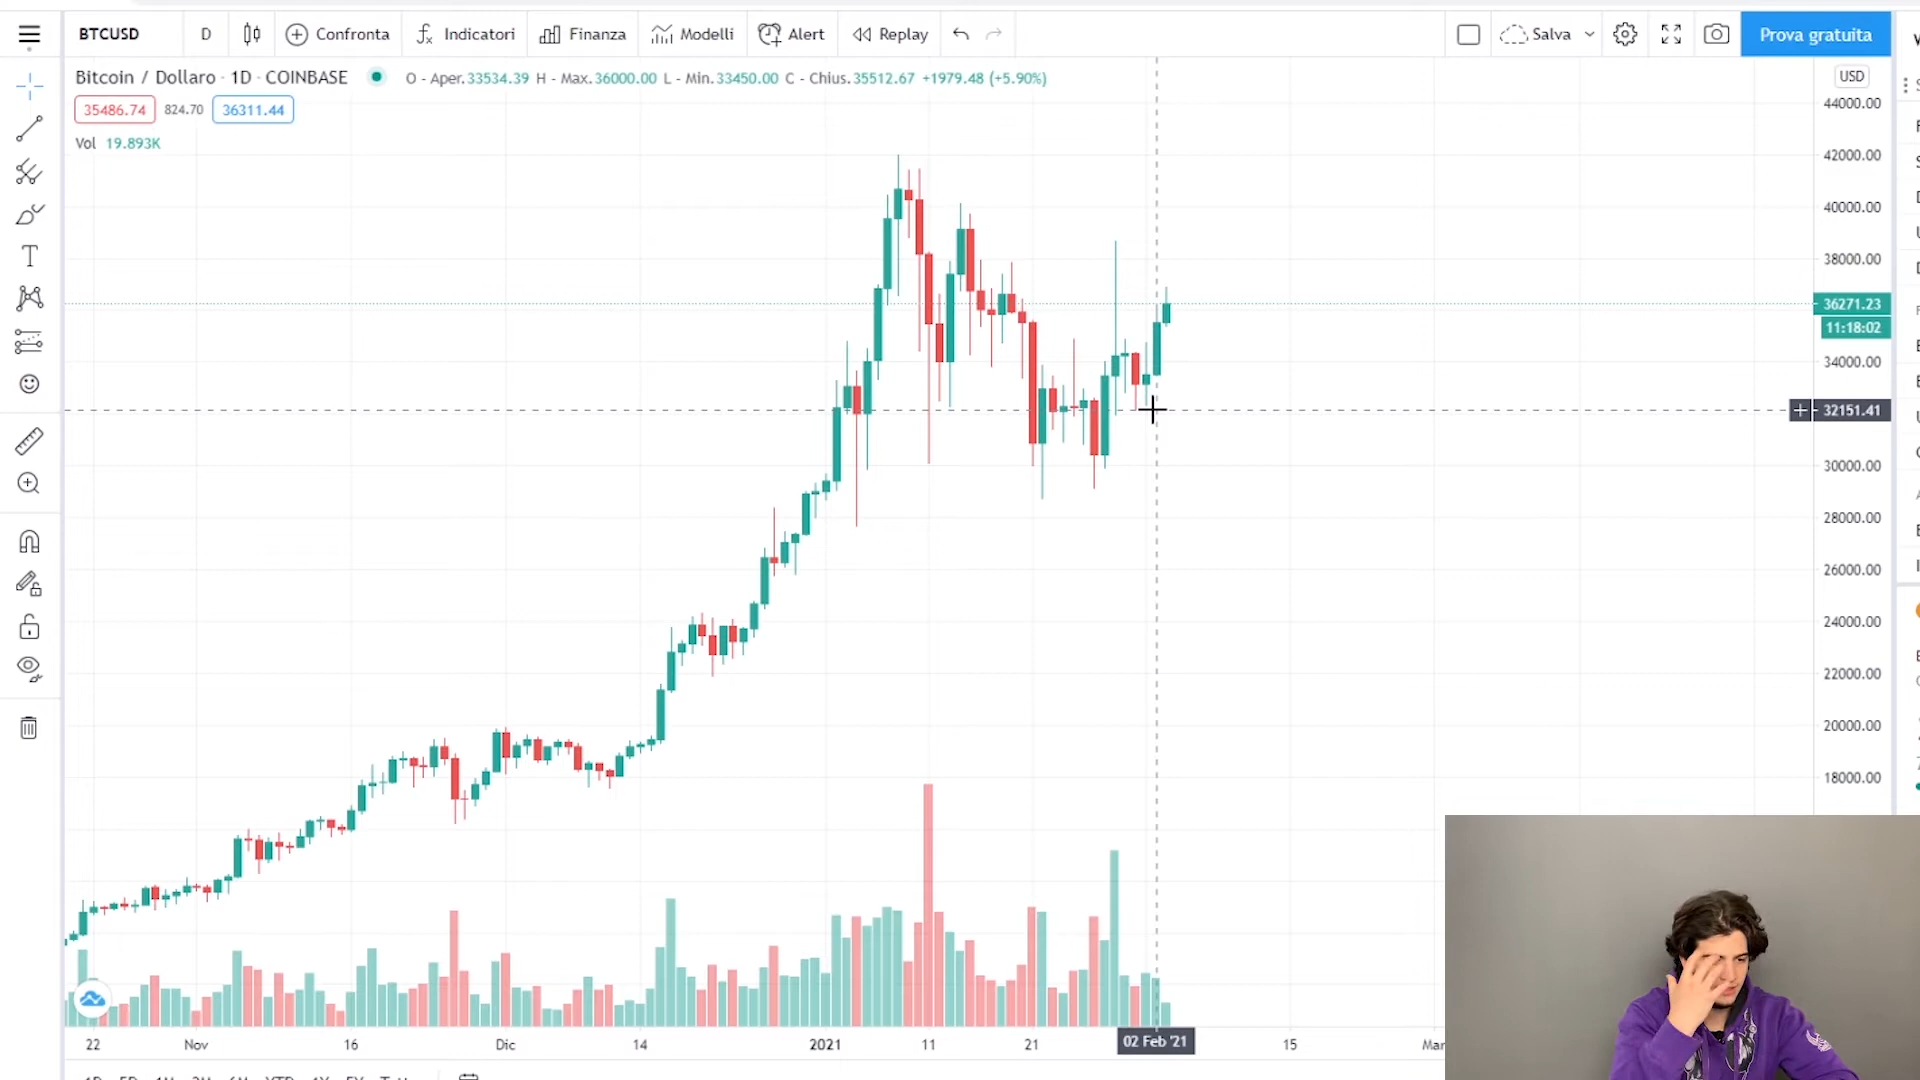 BTCUSD D Confronta Indicatori Finanza Modelli Alert Replay Salva Prova gratuita
Bitcoin / Dollaro · 1D · COINBASE O - Aper.33534.39 H - Max.36000.00 L - Min.33450.00 C - Chius.35512.67 +1979.48 (+5.90%)
USD
35486.74 824.70 36311.44
Vol 19.893K
44000.00
42000.00
40000.00
38000.00
36271.23
11:18:02
34000.00
32151.41
30000.00
28000.00
26000.00
24000.00
22000.00
20000.00
18000.00
22 Nov 16 Dic 14 2021 11 21 02 Feb '21 15 Mar